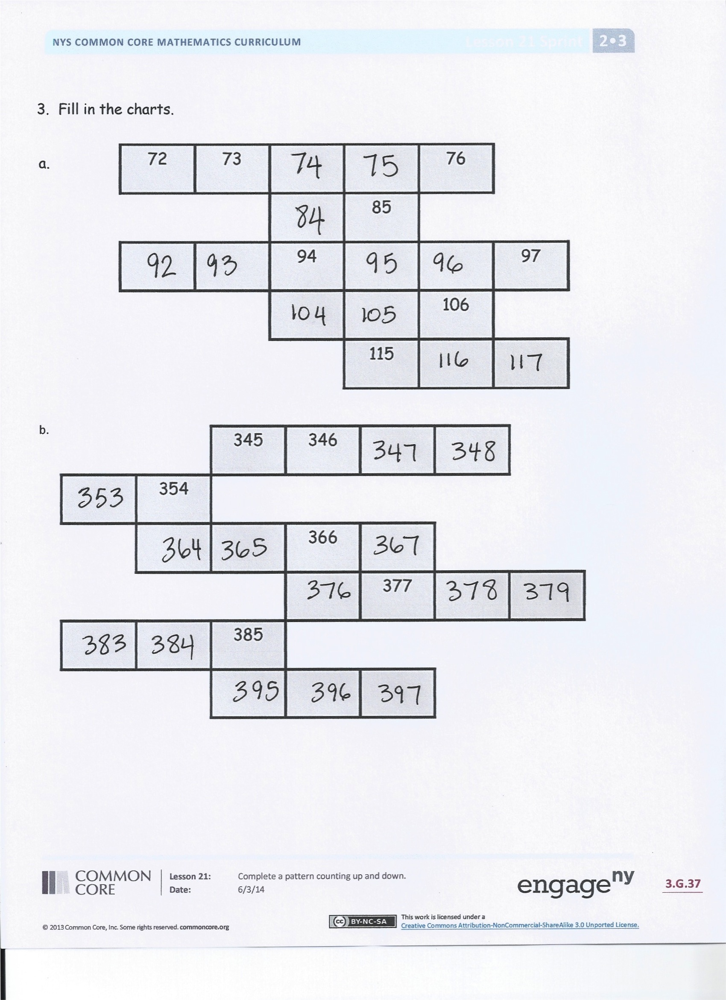 NYS COMMON CORE MATHEMATICS CURRICULUM Lesson 21 Sprint 2•3
3. Fill in the charts.
a.
72 73 74 75 76
84 85
92 93 94 95 96 97
104 105 106
115 116 117
b.
345 346 347 348
353 354
364 365 366 367
376 377 378 379
383 384 385
395 396 397
COMMON CORE
Lesson 21: Complete a pattern counting up and down.
Date: 6/3/14
engage ny
3.G.37
© 2013 Common Core, Inc. Some rights reserved. commoncore.org
cc BY-NC-SA
This work is licensed under a
Creative Commons Attribution-NonCommercial-ShareAlike 3.0 Unported License.